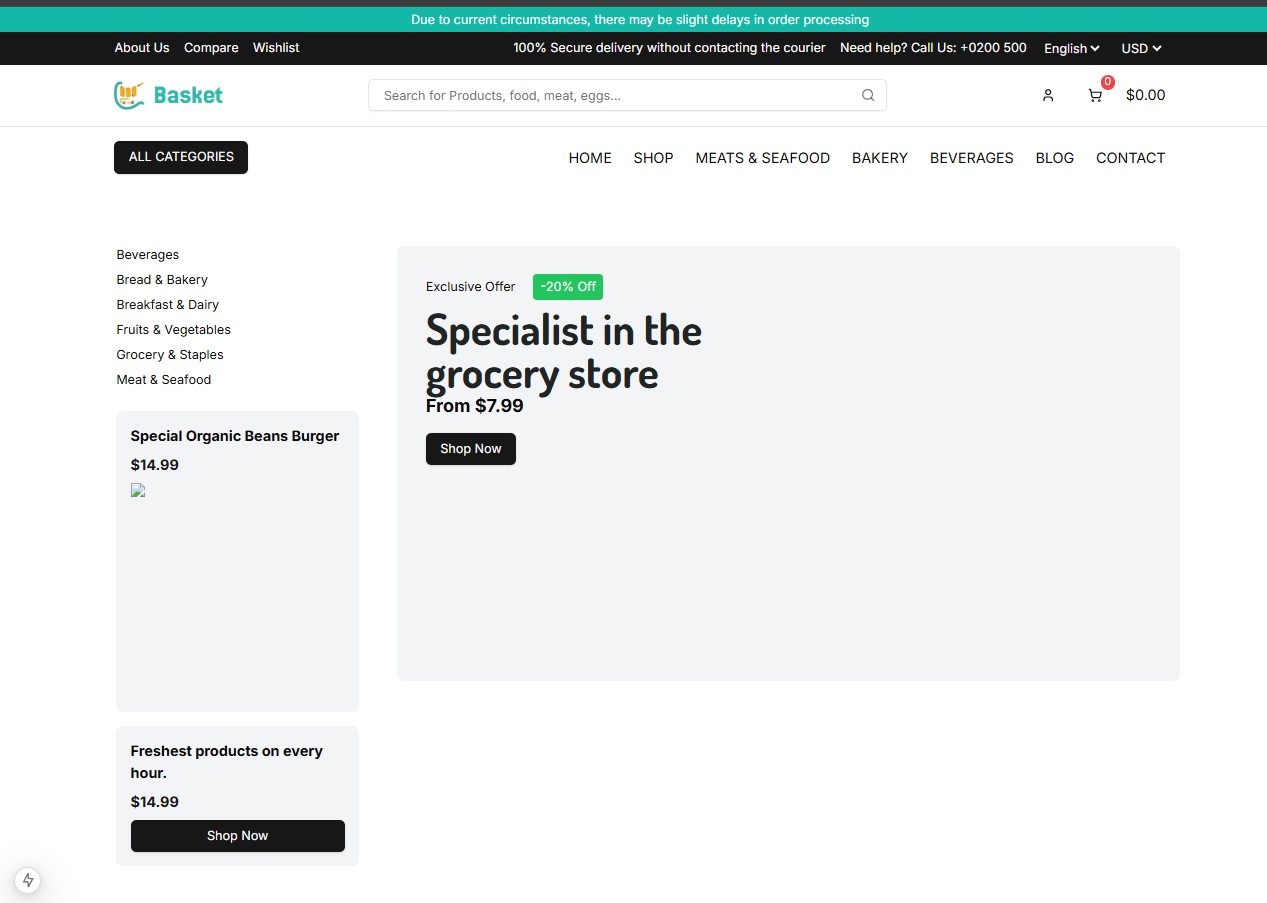 Due to current circumstances, there may be slight delays in order processing
About Us Compare Wishlist 100% Secure delivery without contacting the courier Need help? Call Us: +0200 500 English USD
Basket Search for Products, food, meat, eggs... 0 $0.00
ALL CATEGORIES HOME SHOP MEATS & SEAFOOD BAKERY BEVERAGES BLOG CONTACT
Beverages
Bread & Bakery
Breakfast & Dairy
Fruits & Vegetables
Grocery & Staples
Meat & Seafood
Special Organic Beans Burger
$14.99
Freshest products on every
hour.
$14.99
Shop Now
Exclusive Offer -20% Off
Specialist in the
grocery store
From $7.99
Shop Now